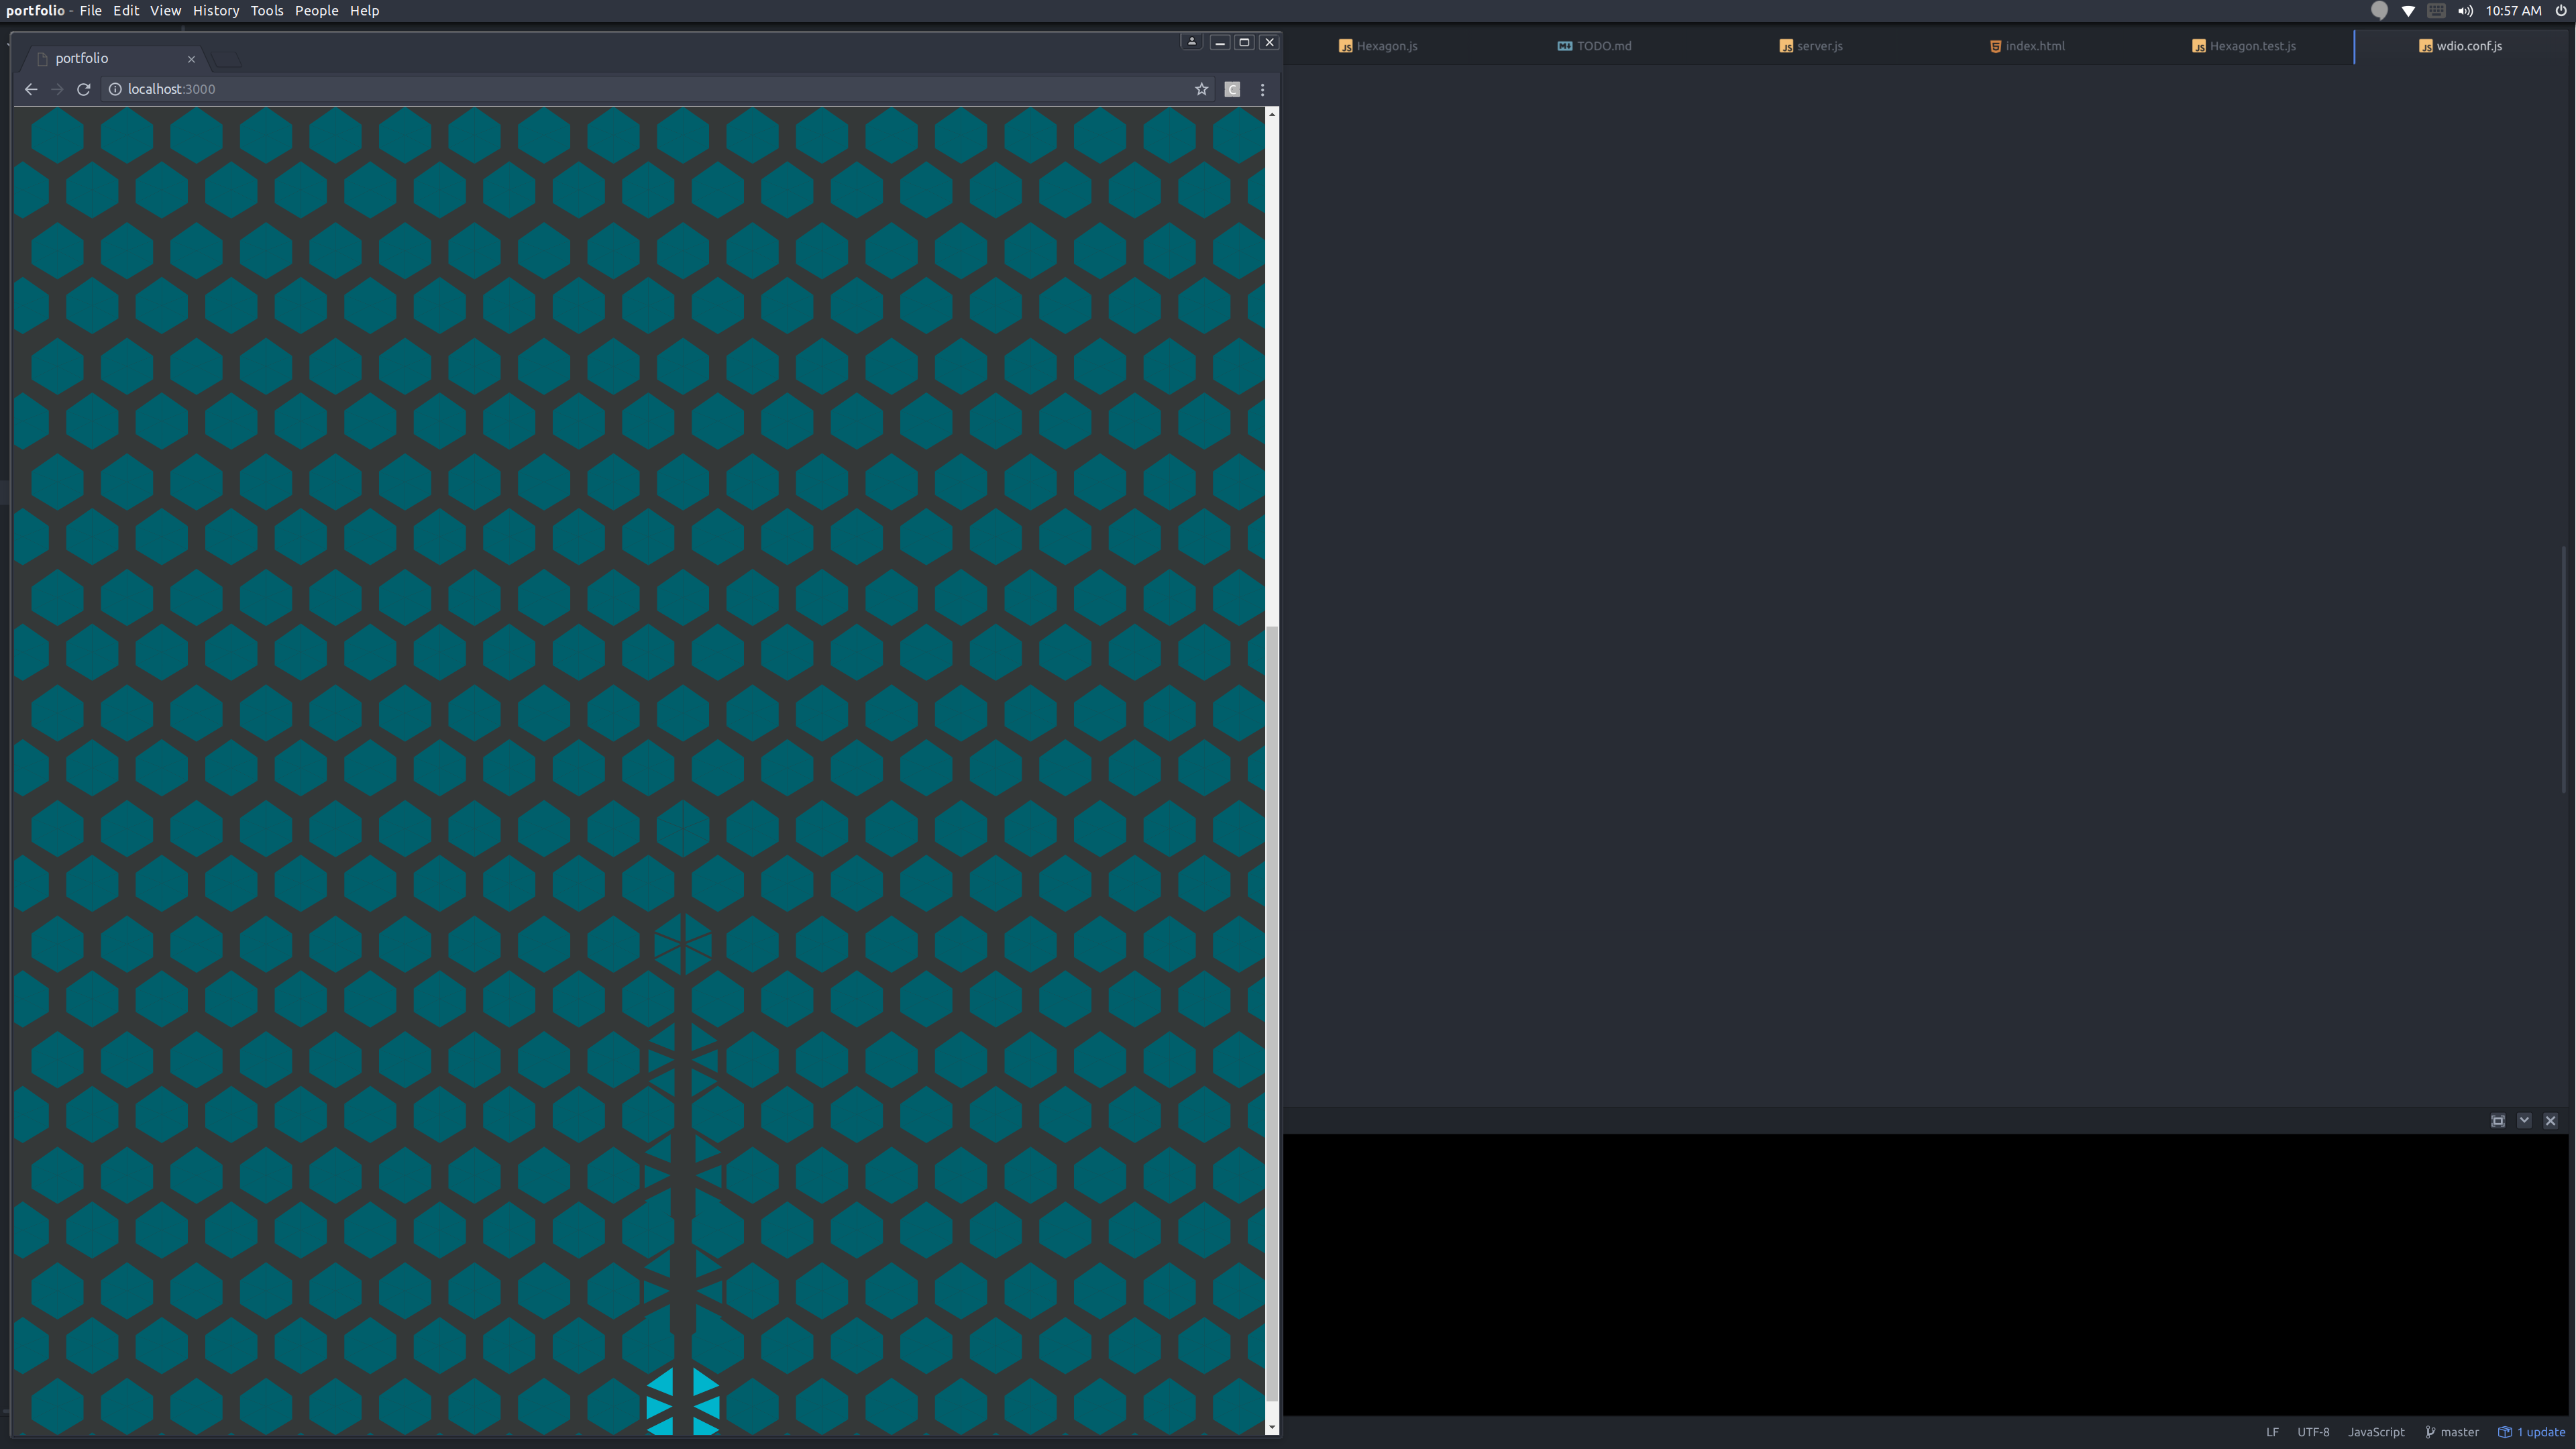 portfolio - File Edit View History Tools People Help 10:57 AM
portfolio
localhost:3000
C
JS Hexagon.js
TODO.md
JS server.js
5 index.html
JS Hexagon.test.js
JS wdio.conf.js
LF UTF-8 JavaScript master 1 update